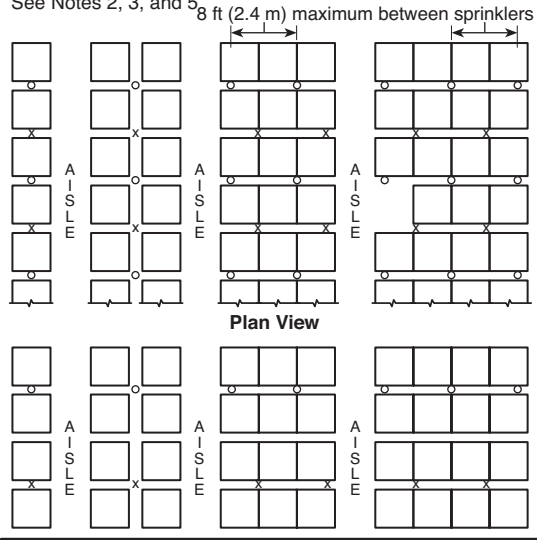 See Notes 2, 3, and 5
8 ft (2.4 m) maximum between sprinklers
AISLE
AISLE
AISLE
Plan View
AISLE
AISLE
AISLE